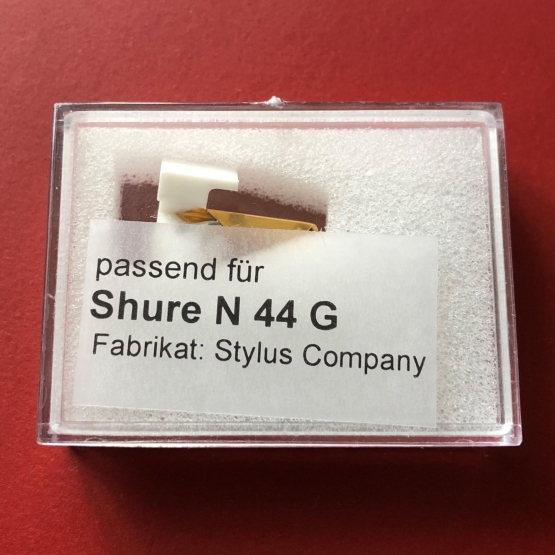 passend für
Shure N 44 G
Fabrikat: Stylus Company